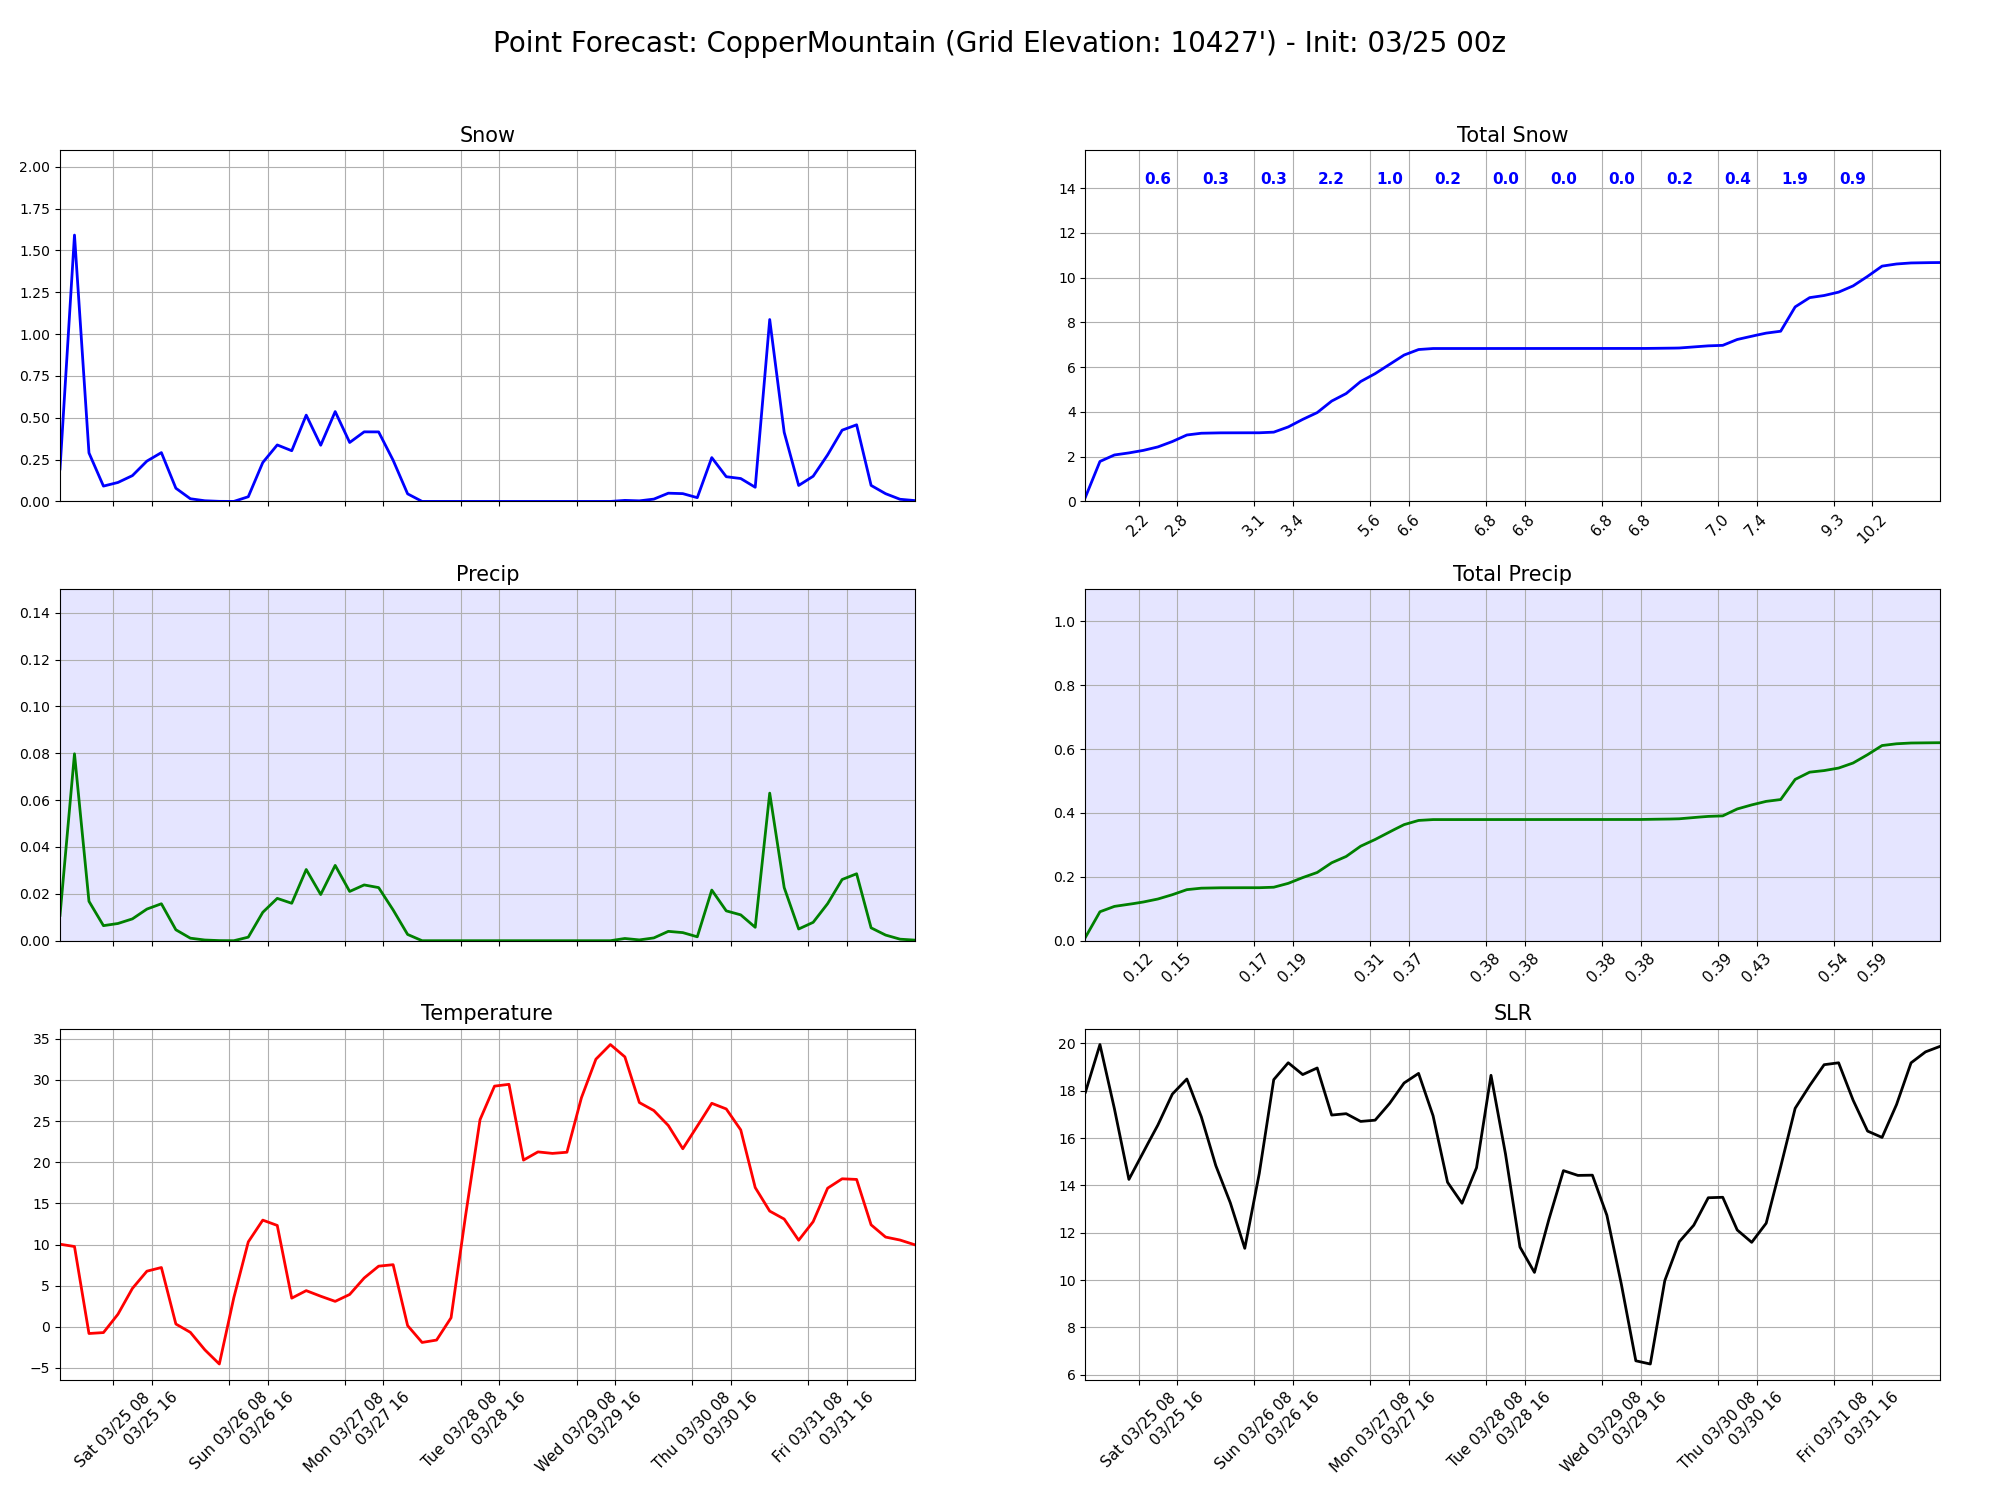 Point Forecast: CopperMountain (Grid Elevation: 10427') - Init: 03/25 00z
Snow
2.00
1.75
1.50
1.25
1.00
0.75
0.50
0.25
0.00
Total Snow
0.6 0.3 0.3 2.2 1.0 0.2 0.0 0.0 0.0 0.2 0.4 1.9 0.9
14
12
10
8
6
4
2
0
2.2 2.8 3.1 3.4 5.6 6.6 6.8 6.8 6.8 6.8 7.0 7.4 9.3 10.2
Precip
0.14
0.12
0.10
0.08
0.06
0.04
0.02
0.00
Total Precip
1.0
0.8
0.6
0.4
0.2
0.0
0.12 0.15 0.17 0.19 0.31 0.37 0.38 0.38 0.38 0.38 0.39 0.43 0.54 0.59
Temperature
35
30
25
20
15
10
5
0
−5
Sat 03/25 08
03/25 16
Sun 03/26 08
03/26 16
Mon 03/27 08
03/27 16
Tue 03/28 08
03/28 16
Wed 03/29 08
03/29 16
Thu 03/30 08
03/30 16
Fri 03/31 08
03/31 16
SLR
20
18
16
14
12
10
8
6
Sat 03/25 08
03/25 16
Sun 03/26 08
03/26 16
Mon 03/27 08
03/27 16
Tue 03/28 08
03/28 16
Wed 03/29 08
03/29 16
Thu 03/30 08
03/30 16
Fri 03/31 08
03/31 16